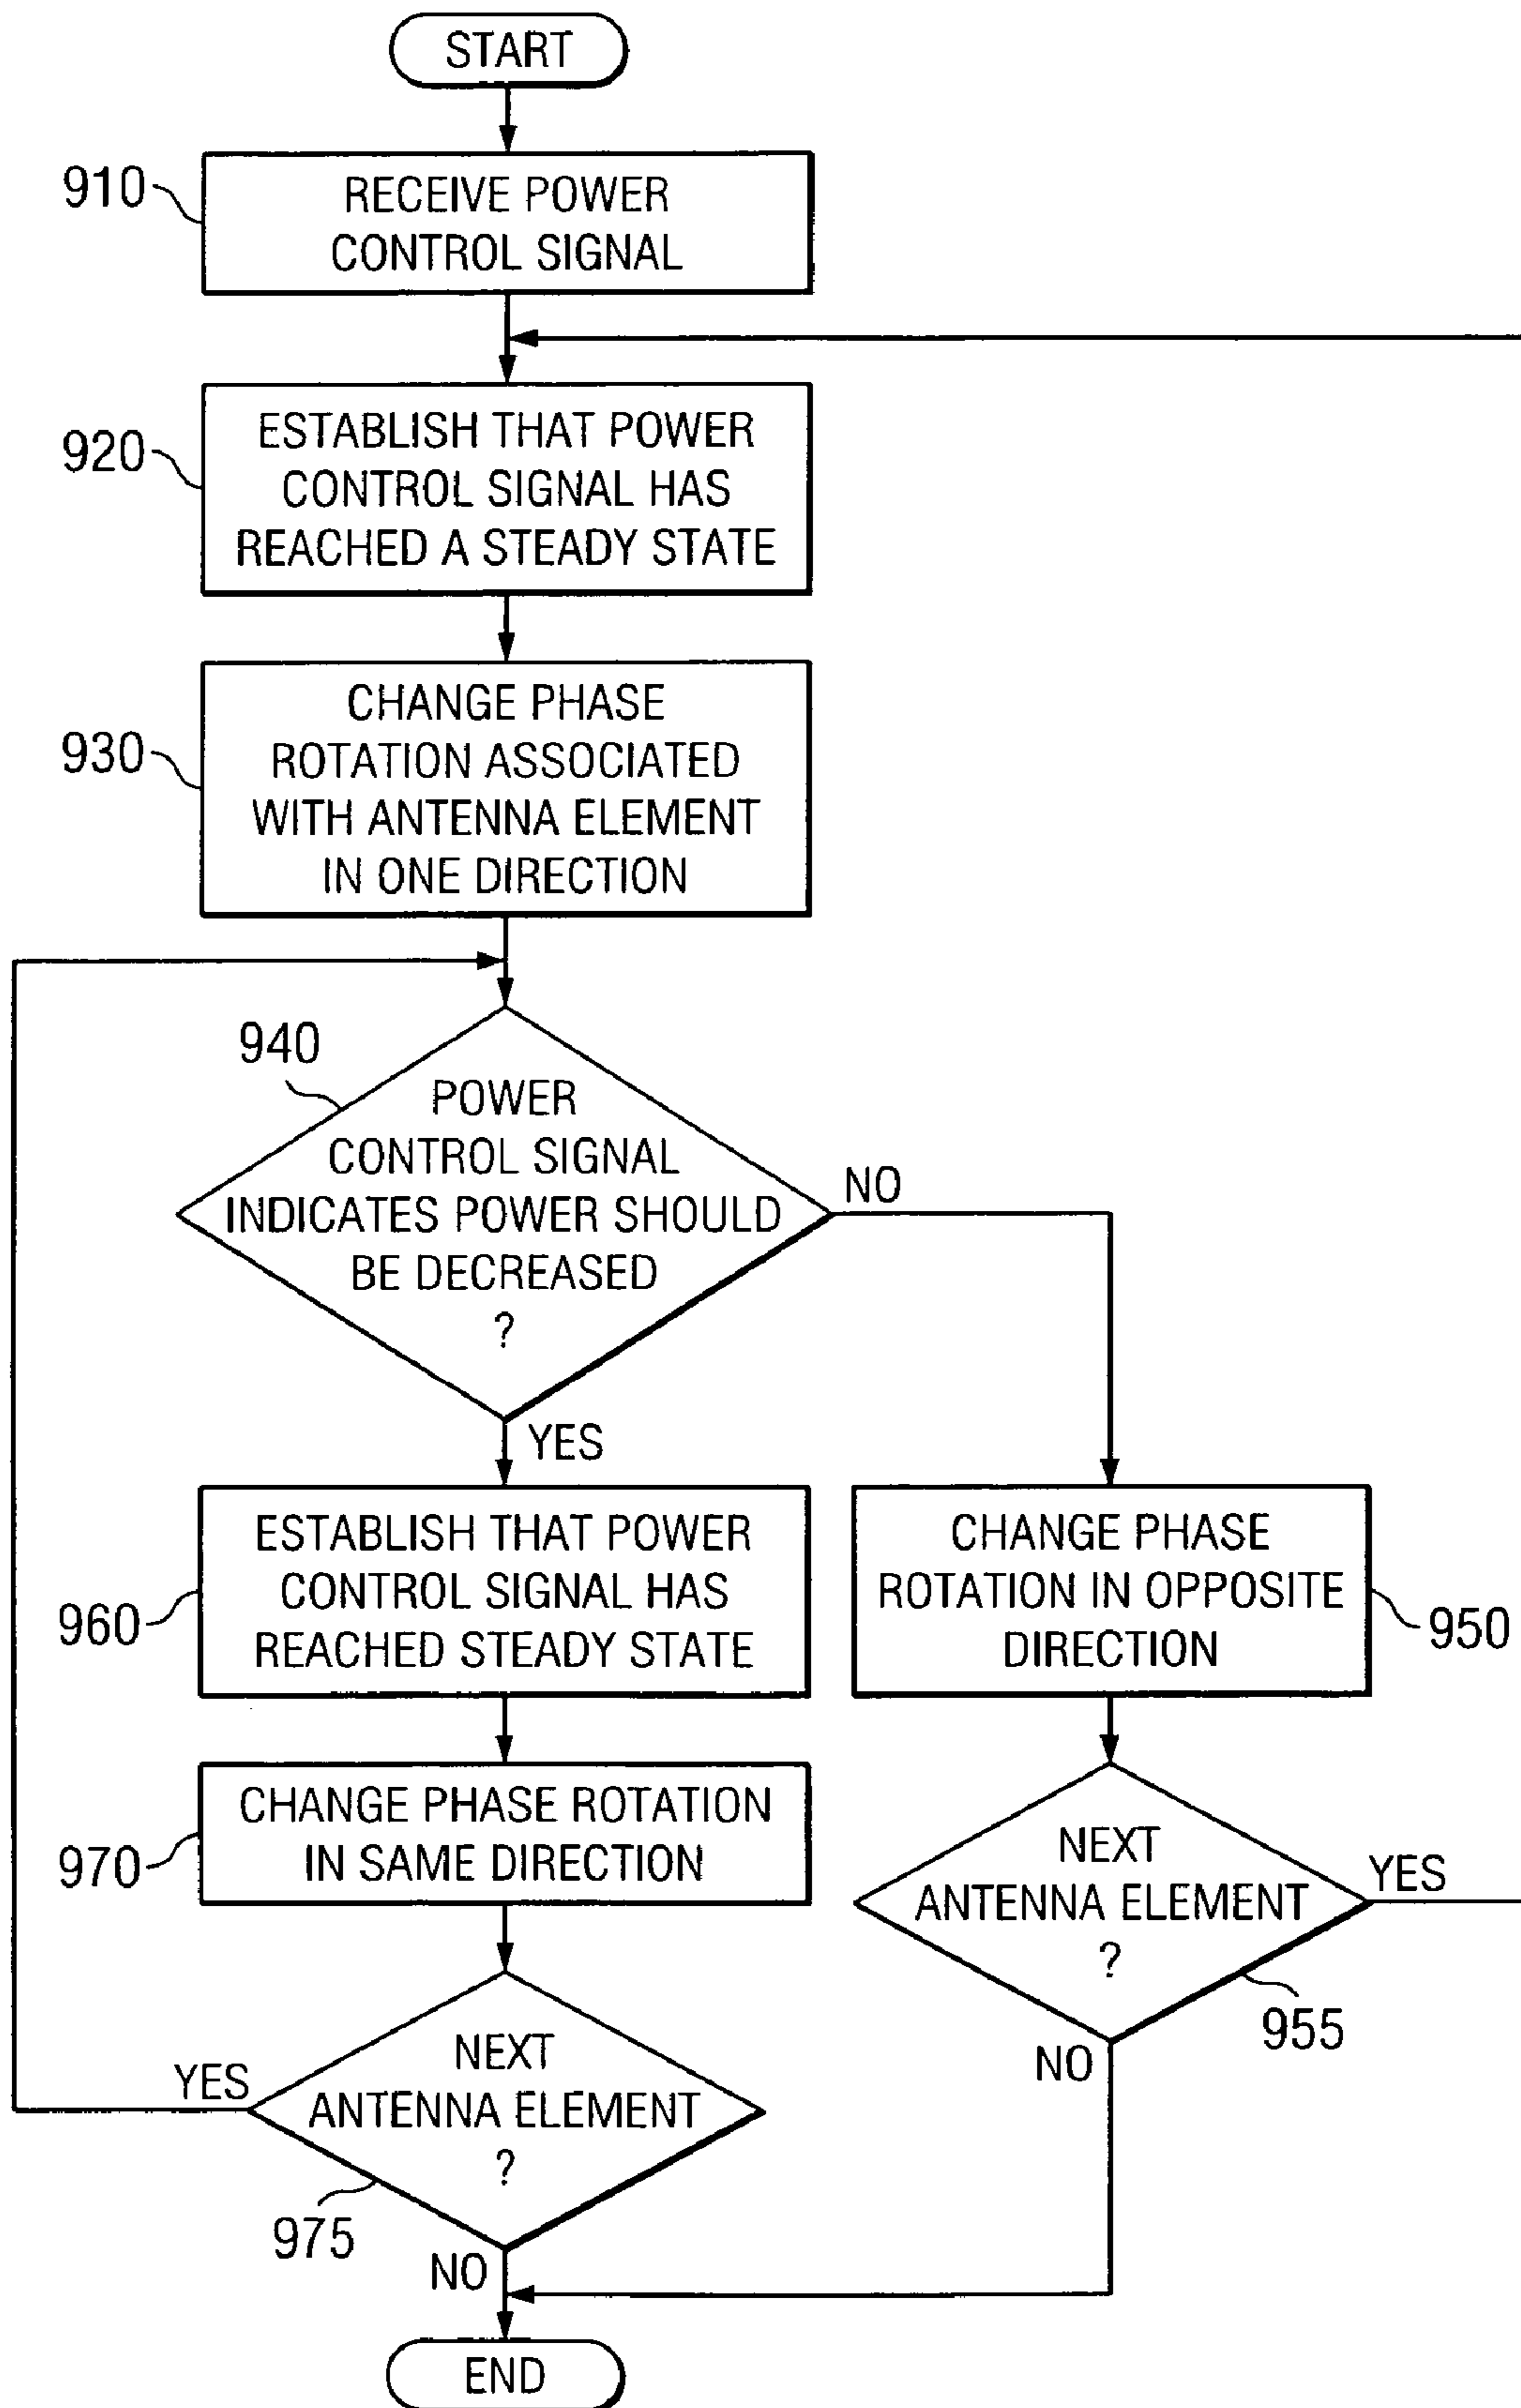 START
910
RECEIVE POWER
CONTROL SIGNAL
920
ESTABLISH THAT POWER
CONTROL SIGNAL HAS
REACHED A STEADY STATE
930
CHANGE PHASE
ROTATION ASSOCIATED
WITH ANTENNA ELEMENT
IN ONE DIRECTION
940
POWER
CONTROL SIGNAL
INDICATES POWER SHOULD
BE DECREASED
?
NO
YES
960
ESTABLISH THAT POWER
CONTROL SIGNAL HAS
REACHED STEADY STATE
CHANGE PHASE
ROTATION IN OPPOSITE
DIRECTION
950
970
CHANGE PHASE ROTATION
IN SAME DIRECTION
NEXT
ANTENNA ELEMENT
?
YES
955
NO
NEXT
ANTENNA ELEMENT
?
YES
975
NO
END